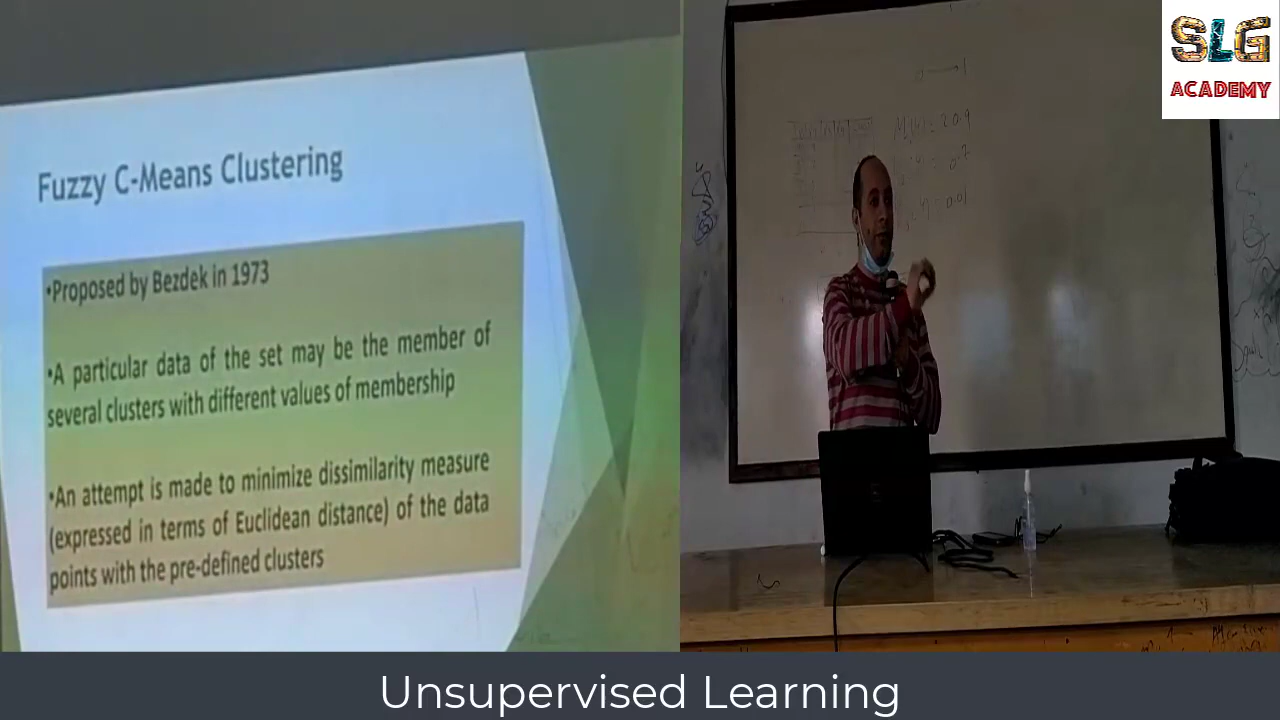 Fuzzy C-Means Clustering
•Proposed by Bezdek in 1973
•A particular data of the set may be the member of
several clusters with different values of membership
•An attempt is made to minimize dissimilarity measure
(expressed in terms of Euclidean distance) of the data
points with the pre-defined clusters
SLG
ACADEMY
Unsupervised Learning